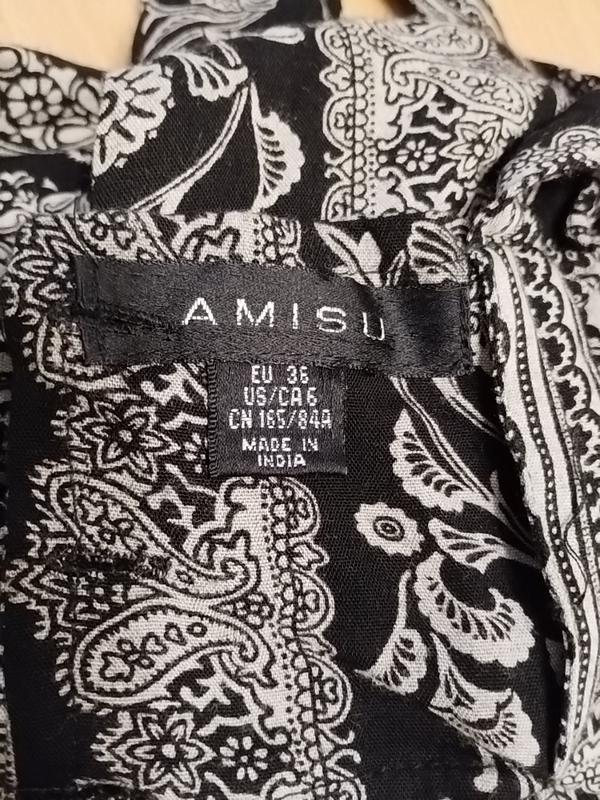 AMISU
EU 36
US/CA 6
CN 165/84A
MADE IN
INDIA